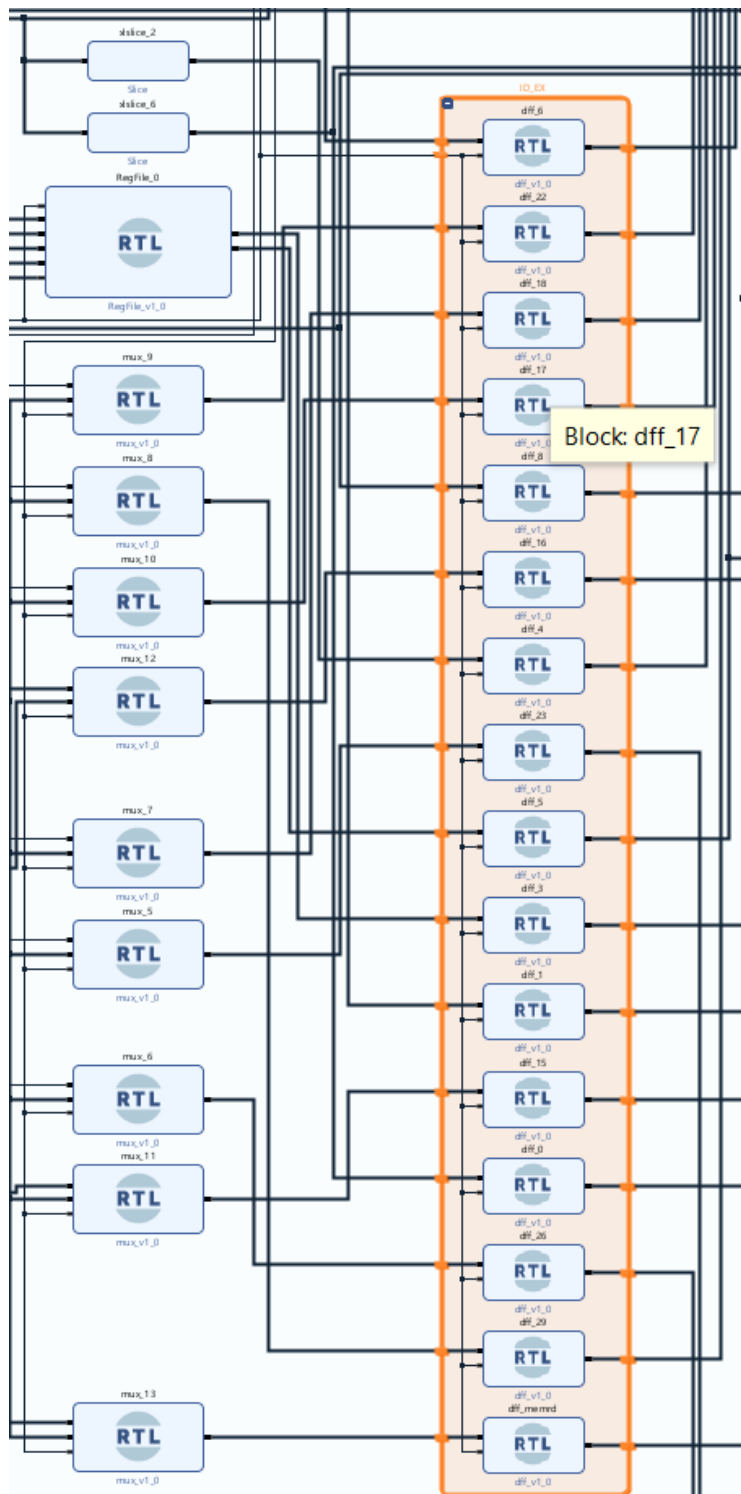 xlslice_2
Slice
xlslice_6
Slice
RegFile_0
RTL
RegFile_v1_0
mux_9
RTL
mux_v1_0
mux_8
RTL
mux_v1_0
mux_10
RTL
mux_v1_0
mux_12
RTL
mux_v1_0
mux_7
RTL
mux_v1_0
mux_5
RTL
mux_v1_0
mux_6
RTL
mux_v1_0
mux_11
RTL
mux_v1_0
mux_13
RTL
mux_v1_0
ID_EX
dff_6
RTL
dff_v1_0
dff_22
RTL
dff_v1_0
dff_18
RTL
dff_v1_0
dff_17
RTL
dff_v1_0
Block: dff_17
dff_8
RTL
dff_v1_0
dff_16
RTL
dff_v1_0
dff_4
RTL
dff_v1_0
dff_23
RTL
dff_v1_0
dff_5
RTL
dff_v1_0
dff_3
RTL
dff_v1_0
dff_1
RTL
dff_v1_0
dff_15
RTL
dff_v1_0
dff_0
RTL
dff_v1_0
dff_26
RTL
dff_v1_0
dff_29
RTL
dff_v1_0
dff_memrd
RTL
dff_v1_0